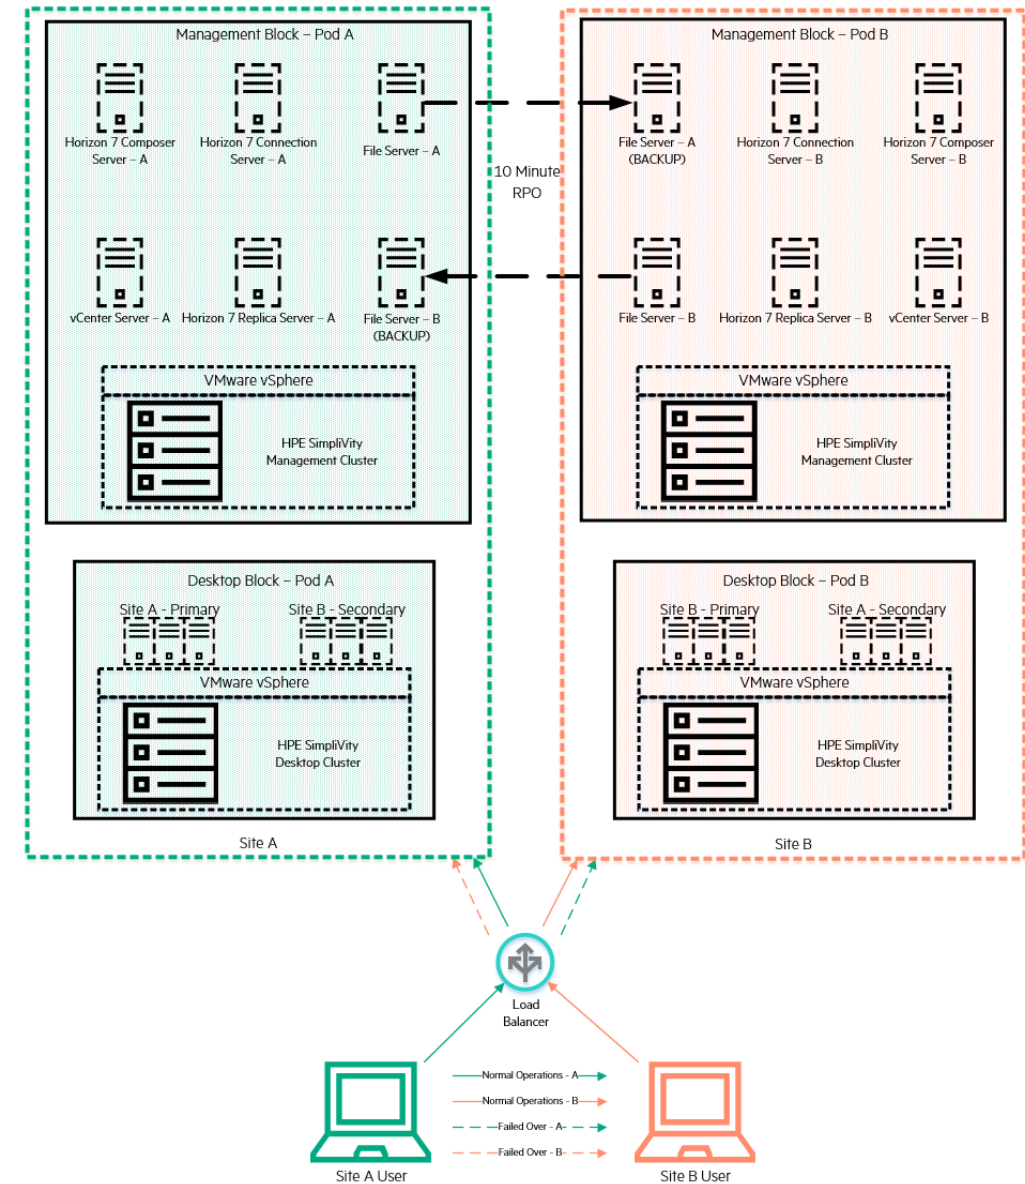 Management Block – Pod A
Horizon 7 Composer
Server – A
Horizon 7 Connection
Server – A
File Server – A
vCenter Server – A
Horizon 7 Replica Server – A
File Server – B
(BACKUP)
VMware vSphere
HPE SimpliVity
Management Cluster
Desktop Block – Pod A
Site A - Primary
Site B - Secondary
VMware vSphere
HPE SimpliVity
Desktop Cluster
Site A
10 Minute
RPO
Management Block – Pod B
File Server – A
(BACKUP)
Horizon 7 Connection
Server – B
Horizon 7 Composer
Server – B
File Server – B
Horizon 7 Replica Server – B
vCenter Server – B
VMware vSphere
HPE SimpliVity
Management Cluster
Desktop Block – Pod B
Site B - Primary
Site A - Secondary
VMware vSphere
HPE SimpliVity
Desktop Cluster
Site B
Load
Balancer
Normal Operations - A
Normal Operations - B
Failed Over - A
Failed Over - B
Site A User
Site B User